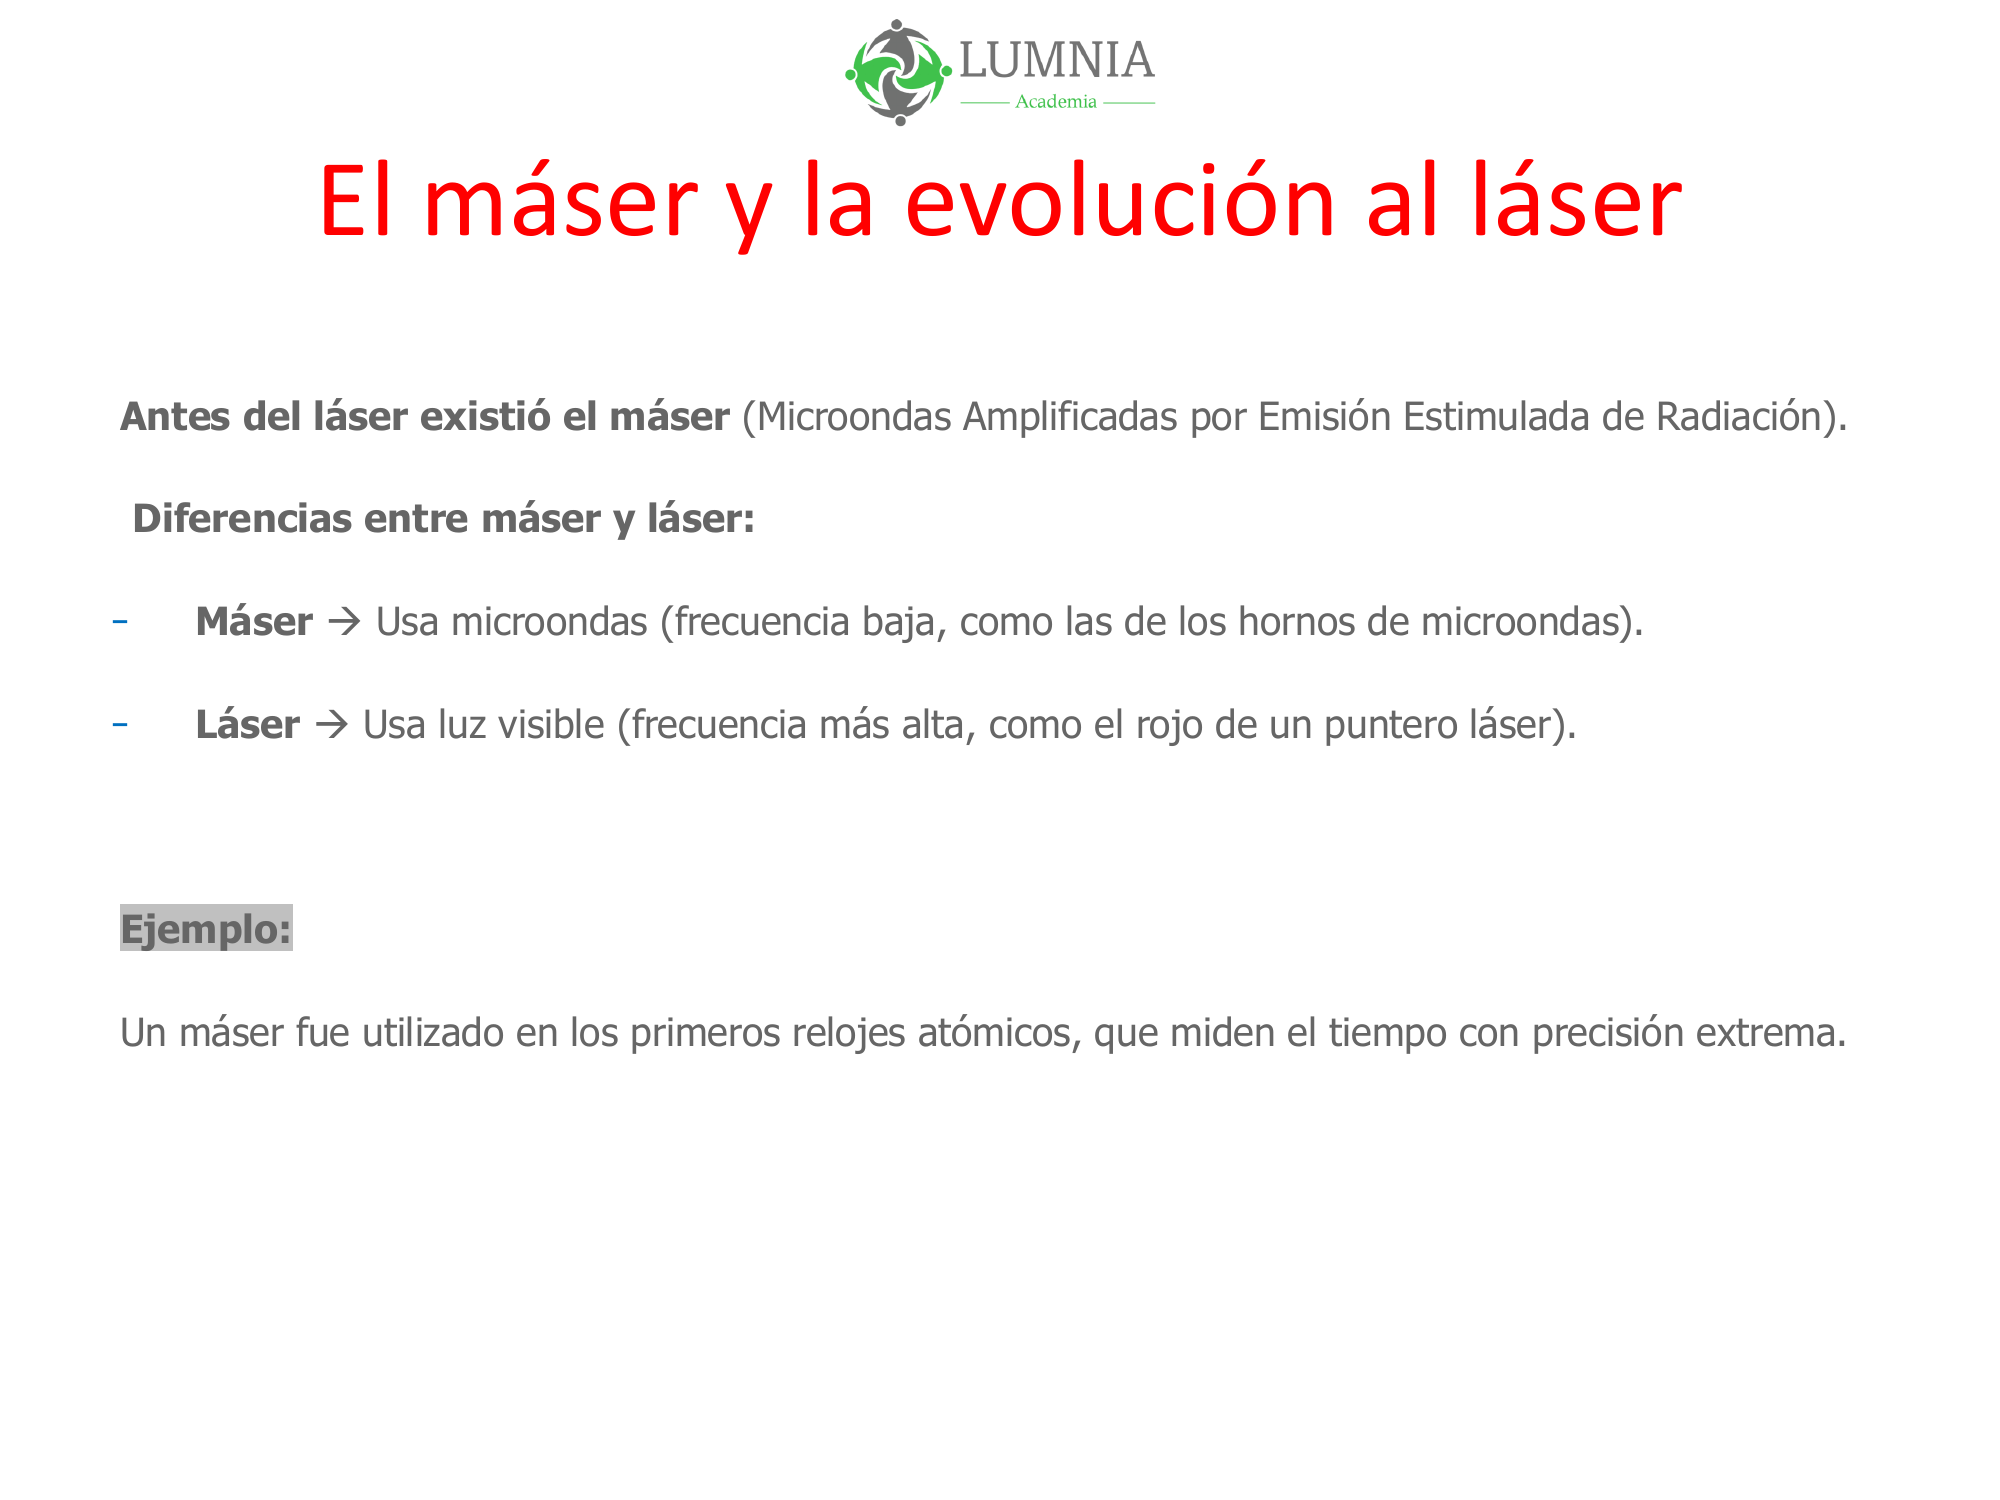 LUMNIA
Academia
El máser y la evolución al láser
Antes del láser existió el máser (Microondas Amplificadas por Emisión Estimulada de Radiación).
Diferencias entre máser y láser:
- Máser → Usa microondas (frecuencia baja, como las de los hornos de microondas).
- Láser → Usa luz visible (frecuencia más alta, como el rojo de un puntero láser).
Ejemplo:
Un máser fue utilizado en los primeros relojes atómicos, que miden el tiempo con precisión extrema.